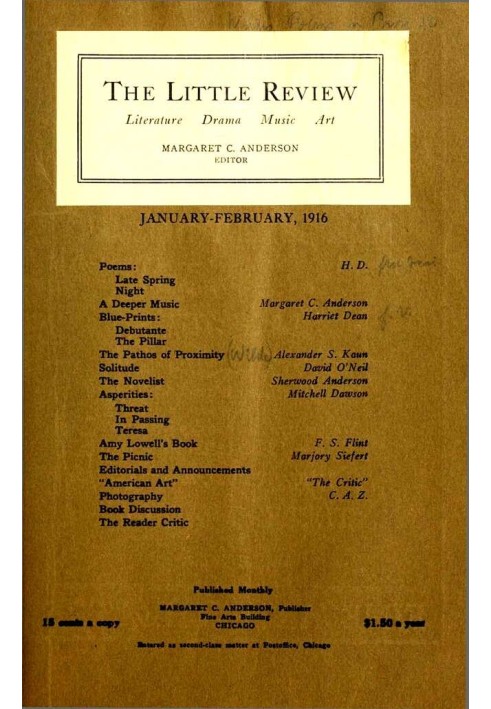 THE LITTLE REVIEW
Literature Drama Music Art
MARGARET C. ANDERSON
EDITOR
JANUARY-FEBRUARY, 1916
Poems: H. D.
Late Spring
Night
A Deeper Music Margaret C. Anderson
Blue-Prints: Harriet Dean
Debutante
The Pillar
The Pathos of Proximity (Wilde) Alexander S. Kaun
Solitude David O'Neil
The Novelist Sherwood Anderson
Asperities: Mitchell Dawson
Threat
In Passing
Teresa
Amy Lowell's Book F. S. Flint
The Picnic Marjory Siefert
Editorials and Announcements
"American Art" "The Critic"
Photography C. A. Z.
Book Discussion
The Reader Critic
Published Monthly
15 cents a copy
MARGARET C. ANDERSON, Publisher
Fine Arts Building
CHICAGO
$1.50 a year
Entered as second-class matter at Postoffice, Chicago